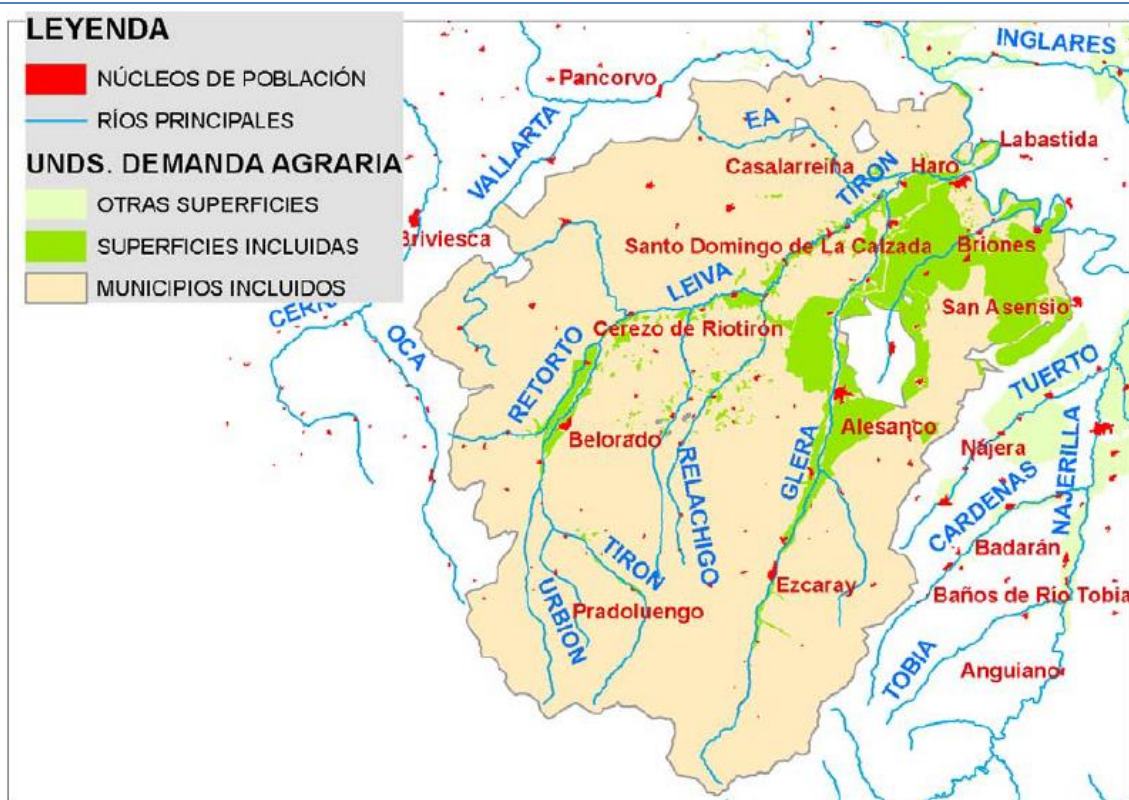 LEYENDA
NÚCLEOS DE POBLACIÓN
RÍOS PRINCIPALES
UNDS. DEMANDA AGRARIA
OTRAS SUPERFICIES
SUPERFICIES INCLUIDAS
MUNICIPIOS INCLUIDOS
INGLARES
Pancorvo
VALLARTA
EA
Labastida
Casalarreina
Haro
TIRON
Briviesca
Santo Domingo de La Calzada
Briones
LEIVA
San Asensio
Cerezo de Riotirón
OCA
RETORTO
TUERTO
Belorado
Alesanco
Nájera
GLERA
RELACHIGO
NAJERILLA
CARDENAS
Badarán
TIRON
Ezcaray
Baños de Río Tobia
URBION
Pradoluengo
TOBIA
Anguiano